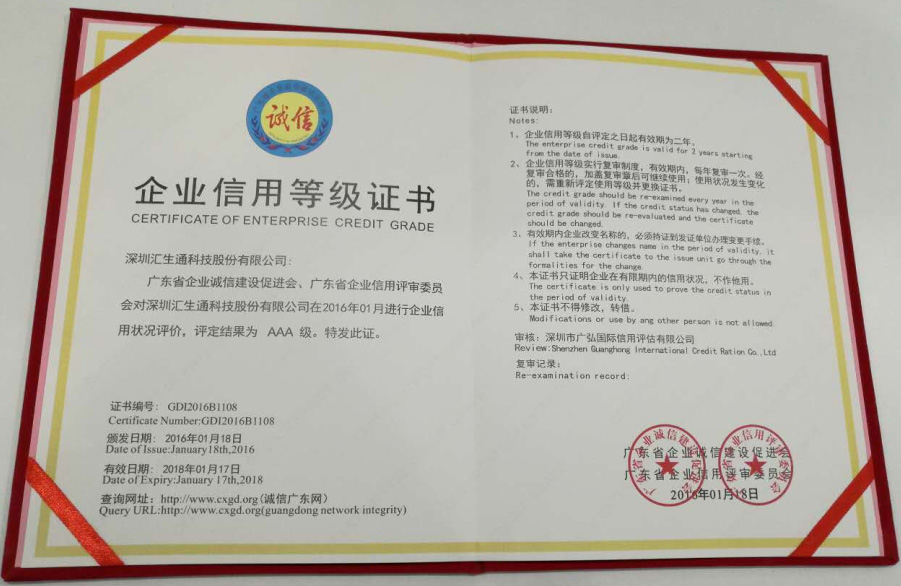 诚信
企业信用等级证书
CERTIFICATE OF ENTERPRISE CREDIT GRADE
深圳汇生通科技股份有限公司：
广东省企业诚信建设促进会、广东省企业信用评审委员
会对深圳汇生通科技股份有限公司在2016年01月进行企业信
用状况评价，评定结果为 AAA 级。特发此证。
证书编号： GDI2016B1108
Certificate Number:GDI2016B1108
颁发日期： 2016年01月18日
Date of Issue:January18th,2016
有效日期： 2018年01月17日
Date of Expiry:January 17th,2018
查询网址：http://www.cxgd.org(诚信广东网)
Query URL:http://www.cxgd.org(guangdong network integrity)
证书说明：
Notes:
1、企业信用等级自评定之日起有效期为二年。
The enterprise credit grade is valid for 2 years starting
from the date of issue.
2、企业信用等级实行复审制度，有效期内，每年复审一次。经
复审合格的，加盖复审章后可继续使用；使用状况发生变化
的，需重新评定使用等级并更换证书。
The credit grade should be re-examined every year in the
period of validity. If the credit status has changed, the
credit grade should be re-evaluated and the certificate
should be changed.
3、有效期内企业改变名称的，必须持证到发证单位办理变更手续。
If the enterprise changes name in the period of validity, it
shall take the certificate to the issue unit go through the
formalities for the change.
4、本证书只证明企业在有限期内的信用状况，不作他用。
The certificate is only used to prove the credit status in
the period of validity.
5、本证书不得修改，转借。
Modifications or use by ang other person is not allowed.
审核：深圳市广弘国际信用评估有限公司
Review:Shenzhen Guanghong International Credit Ration Co.,Ltd
复审记录：
Re-examination record:
广东省企业诚信建设促进会
广东省企业信用评审委员会
2016年01月18日